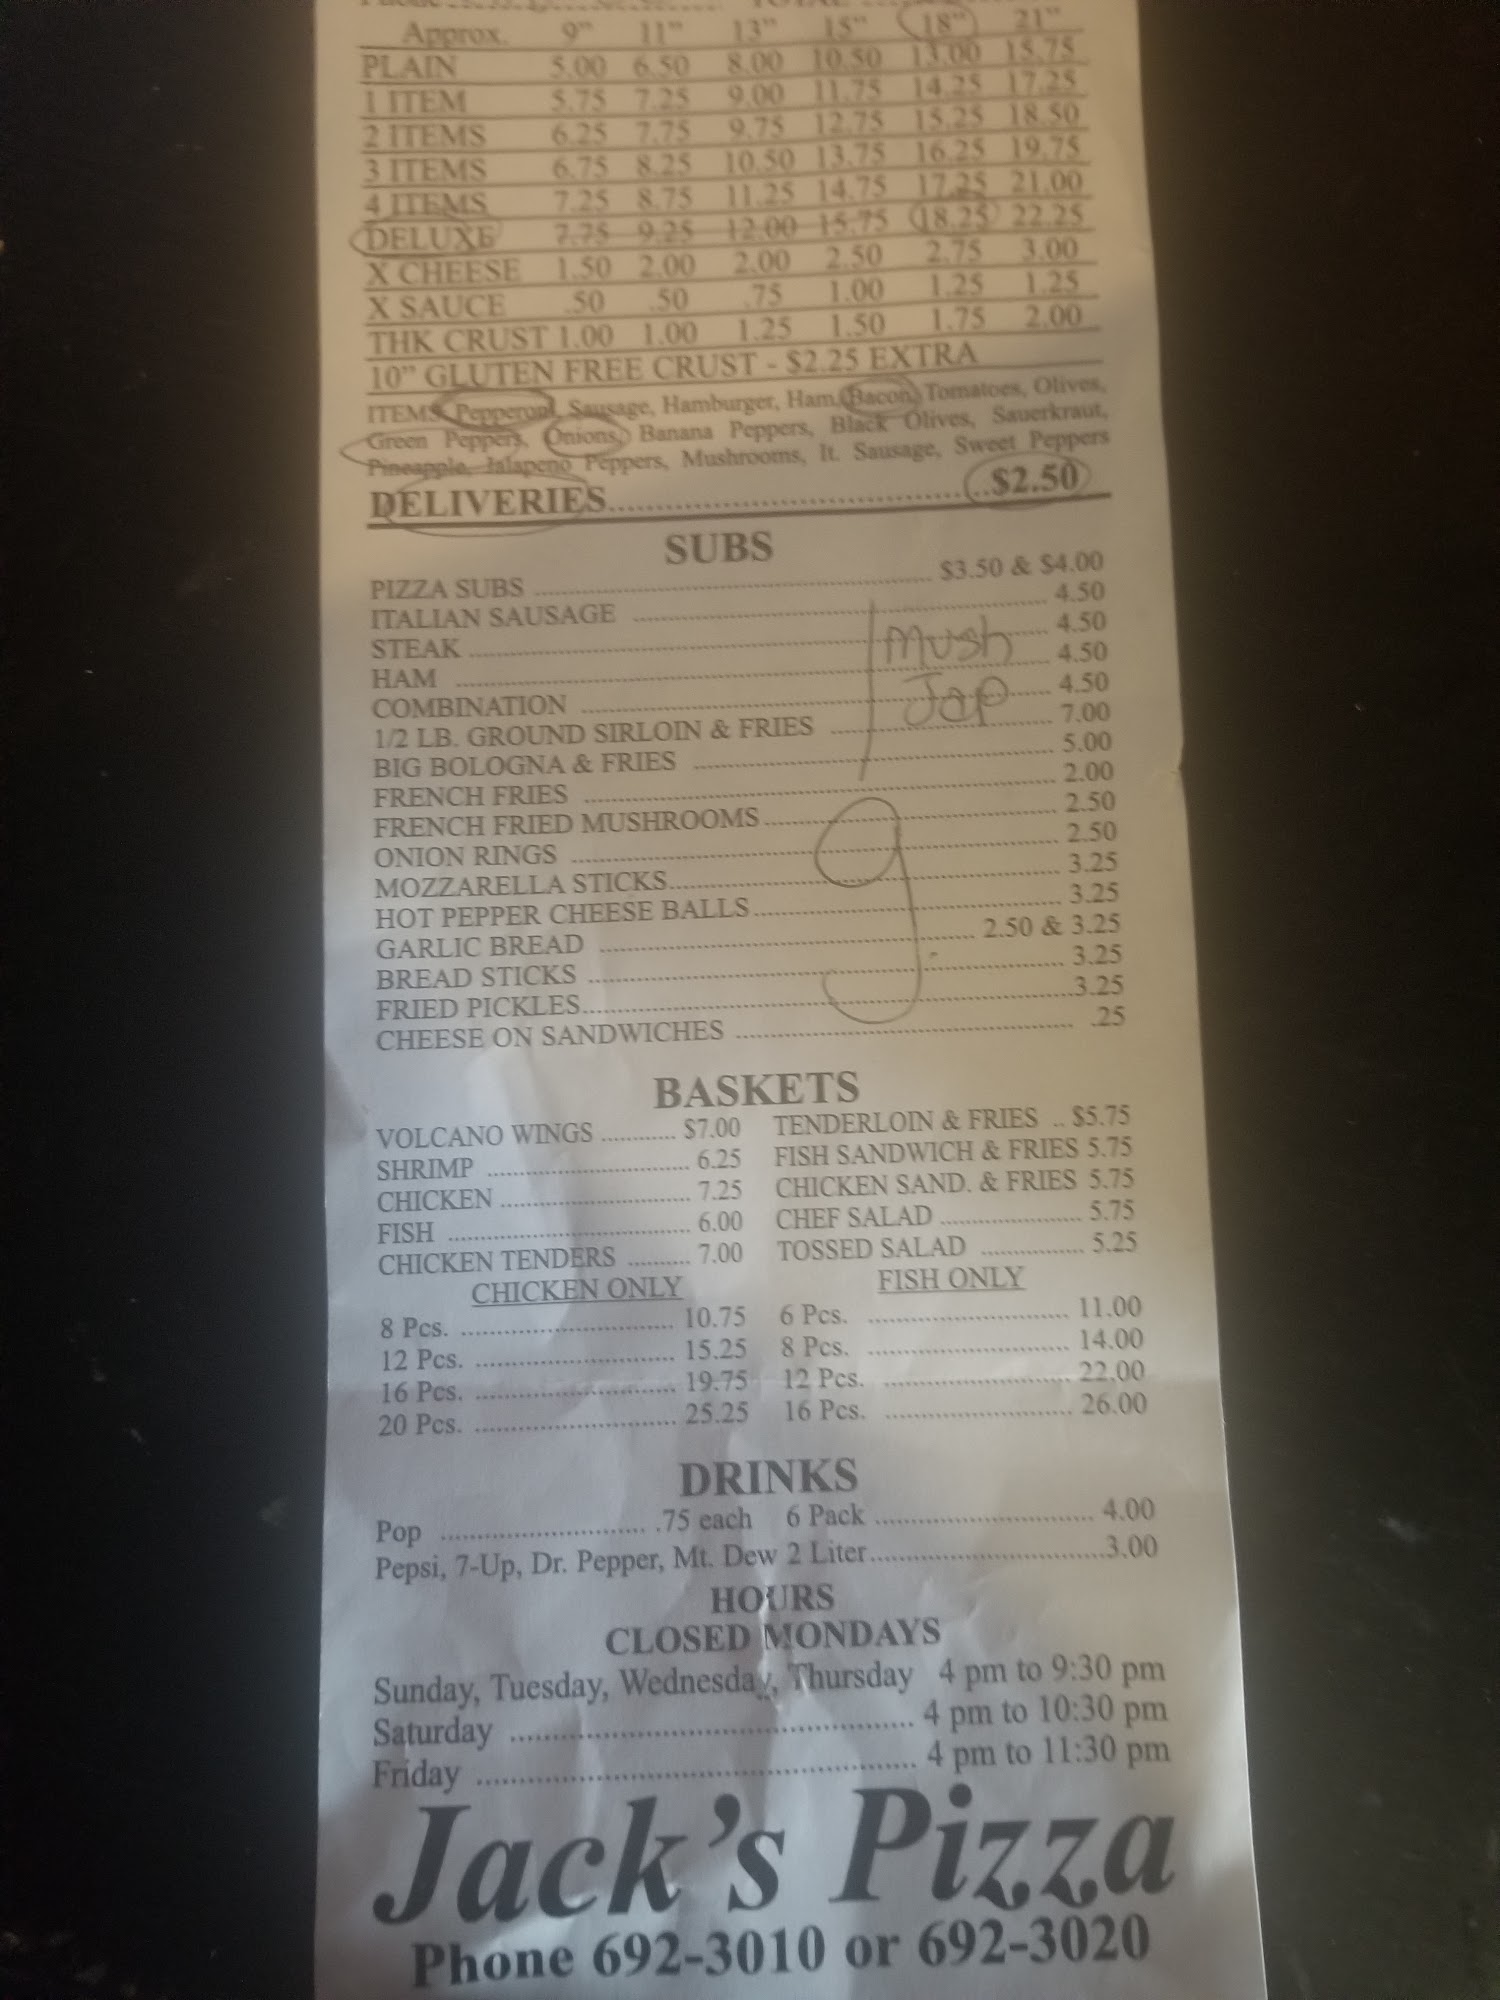 Approx. 9" 11" 13" 15" 18" 21"
PLAIN 5.00 6.50 8.00 10.50 13.00 15.75
1 ITEM 5.75 7.25 9.00 11.75 14.25 17.25
2 ITEMS 6.25 7.75 9.75 12.75 15.25 18.50
3 ITEMS 6.75 8.25 10.50 13.75 16.25 19.75
4 ITEMS 7.25 8.75 11.25 14.75 17.25 21.00
DELUXE 7.75 9.25 12.00 15.75 18.25 22.25
X CHEESE 1.50 2.00 2.00 2.50 2.75 3.00
X SAUCE .50 .50 .75 1.00 1.25 1.25
THK CRUST 1.00 1.00 1.25 1.50 1.75 2.00
10" GLUTEN FREE CRUST - $2.25 EXTRA
ITEMS Pepperoni, Sausage, Hamburger, Ham, Bacon, Tomatoes, Olives,
Green Peppers, Onions, Banana Peppers, Black Olives, Sauerkraut,
Pineapple, Jalapeno Peppers, Mushrooms, It. Sausage, Sweet Peppers
DELIVERIES..............................$2.50
SUBS
PIZZA SUBS .............................. $3.50 & $4.00
ITALIAN SAUSAGE .............................. 4.50
STEAK .............................. 4.50
HAM .............................. 4.50
COMBINATION .............................. 4.50
1/2 LB. GROUND SIRLOIN & FRIES .............................. 7.00
BIG BOLOGNA & FRIES .............................. 5.00
FRENCH FRIES .............................. 2.00
FRENCH FRIED MUSHROOMS .............................. 2.50
ONION RINGS .............................. 2.50
MOZZARELLA STICKS.............................. 3.25
HOT PEPPER CHEESE BALLS.............................. 3.25
GARLIC BREAD .............................. 2.50 & 3.25
BREAD STICKS .............................. 3.25
FRIED PICKLES..............................3.25
CHEESE ON SANDWICHES .............................. .25
Mush
Jap
BASKETS
VOLCANO WINGS ............ $7.00 TENDERLOIN & FRIES .. $5.75
SHRIMP .............................. 6.25 FISH SANDWICH & FRIES 5.75
CHICKEN ............................ 7.25 CHICKEN SAND. & FRIES 5.75
FISH .................................. 6.00 CHEF SALAD ..................... 5.75
CHICKEN TENDERS .......... 7.00 TOSSED SALAD ............... 5.25
CHICKEN ONLY FISH ONLY
8 Pcs. .............................. 10.75 6 Pcs. .............................. 11.00
12 Pcs. ............................ 15.25 8 Pcs. .............................. 14.00
16 Pcs. ............................ 19.75 12 Pcs. ............................ 22.00
20 Pcs. ............................ 25.25 16 Pcs. ............................ 26.00
DRINKS
Pop .............................. .75 each 6 Pack .............................. 4.00
Pepsi, 7-Up, Dr. Pepper, Mt. Dew 2 Liter..............................3.00
HOURS
CLOSED MONDAYS
Sunday, Tuesday, Wednesday, Thursday 4 pm to 9:30 pm
Saturday .............................. 4 pm to 10:30 pm
Friday .............................. 4 pm to 11:30 pm
Jack's Pizza
Phone 692-3010 or 692-3020